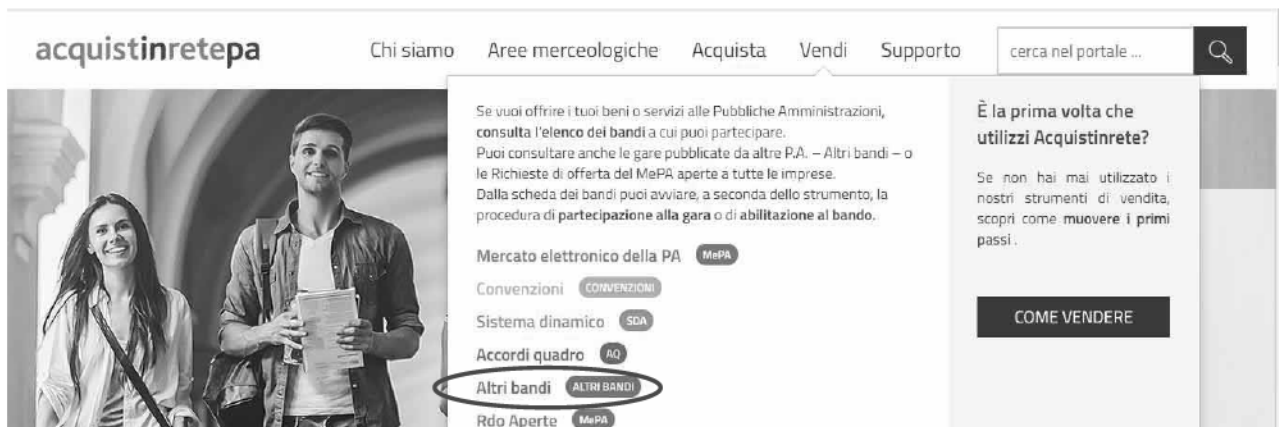 acquistinretepa
Chi siamo Aree merceologiche Acquista Vendi Supporto
cerca nel portale ...
Se vuoi offrire i tuoi beni o servizi alle Pubbliche Amministrazioni,
consulta l'elenco dei bandi a cui puoi partecipare.
Puoi consultare anche le gare pubblicate da altre P.A. – Altri bandi – o
le Richieste di offerta del MePA aperte a tutte le imprese.
Dalla scheda dei bandi puoi avviare, a seconda dello strumento, la
procedura di partecipazione alla gara o di abilitazione al bando.
Mercato elettronico della PA MePA
Convenzioni CONVENZIONI
Sistema dinamico SDA
Accordi quadro AQ
Altri bandi ALTRI BANDI
Rdo Aperte MePA
È la prima volta che
utilizzi Acquistinrete?
Se non hai mai utilizzato i
nostri strumenti di vendita,
scopri come muovere i primi
passi .
COME VENDERE